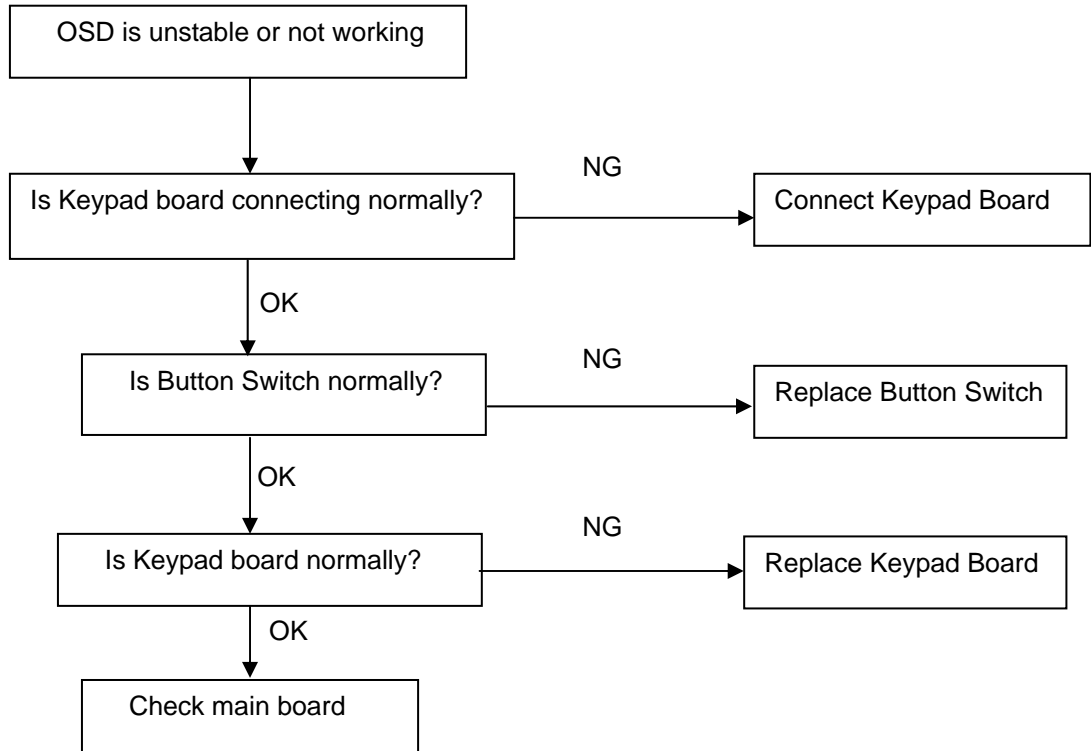 OSD is unstable or not working
NG
Is Keypad board connecting normally?
Connect Keypad Board
OK
NG
Is Button Switch normally?
Replace Button Switch
OK
NG
Is Keypad board normally?
Replace Keypad Board
OK
Check main board